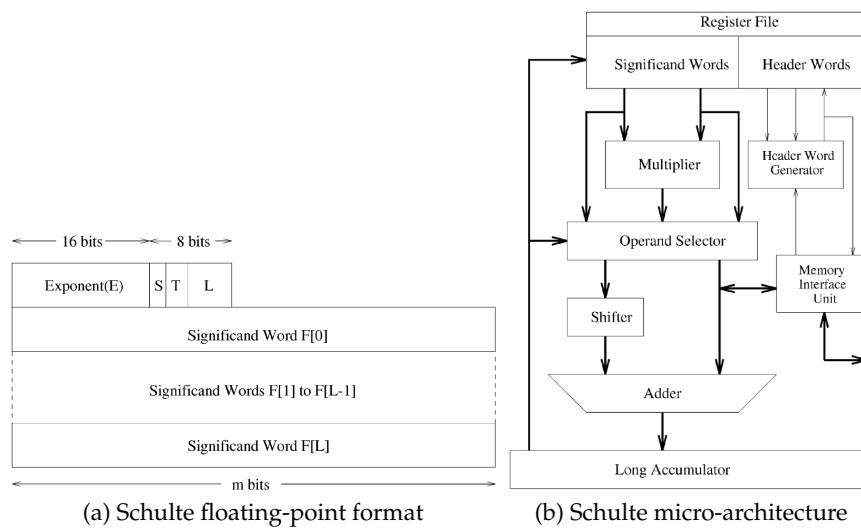 16 bits
8 bits
Exponent(E)
S
T
L
Significand Word F[0]
Significand Words F[1] to F[L-1]
Significand Word F[L]
m bits
(a) Schulte floating-point format
Register File
Significand Words
Header Words
Multiplier
Header Word
Generator
Operand Selector
Memory
Interface
Unit
Shifter
Adder
Long Accumulator
(b) Schulte micro-architecture